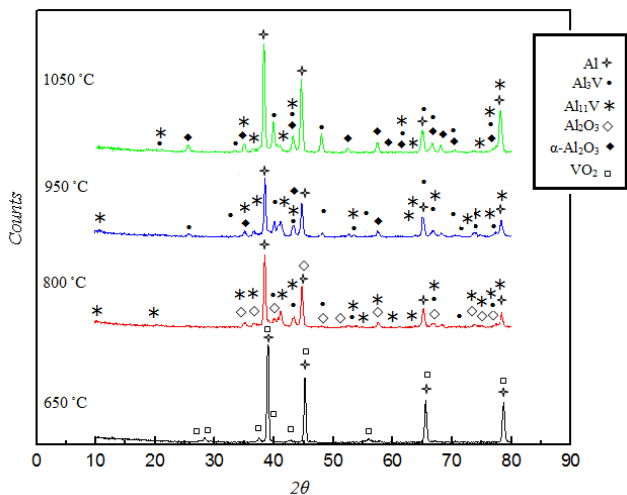 1050 ℃
950 ℃
800 ℃
650 ℃
Counts
0 10 20 30 40 50 60 70 80 90
2θ
Al
Al₃V
Al₁₁V
Al₂O₃
α-Al₂O₃
VO₂